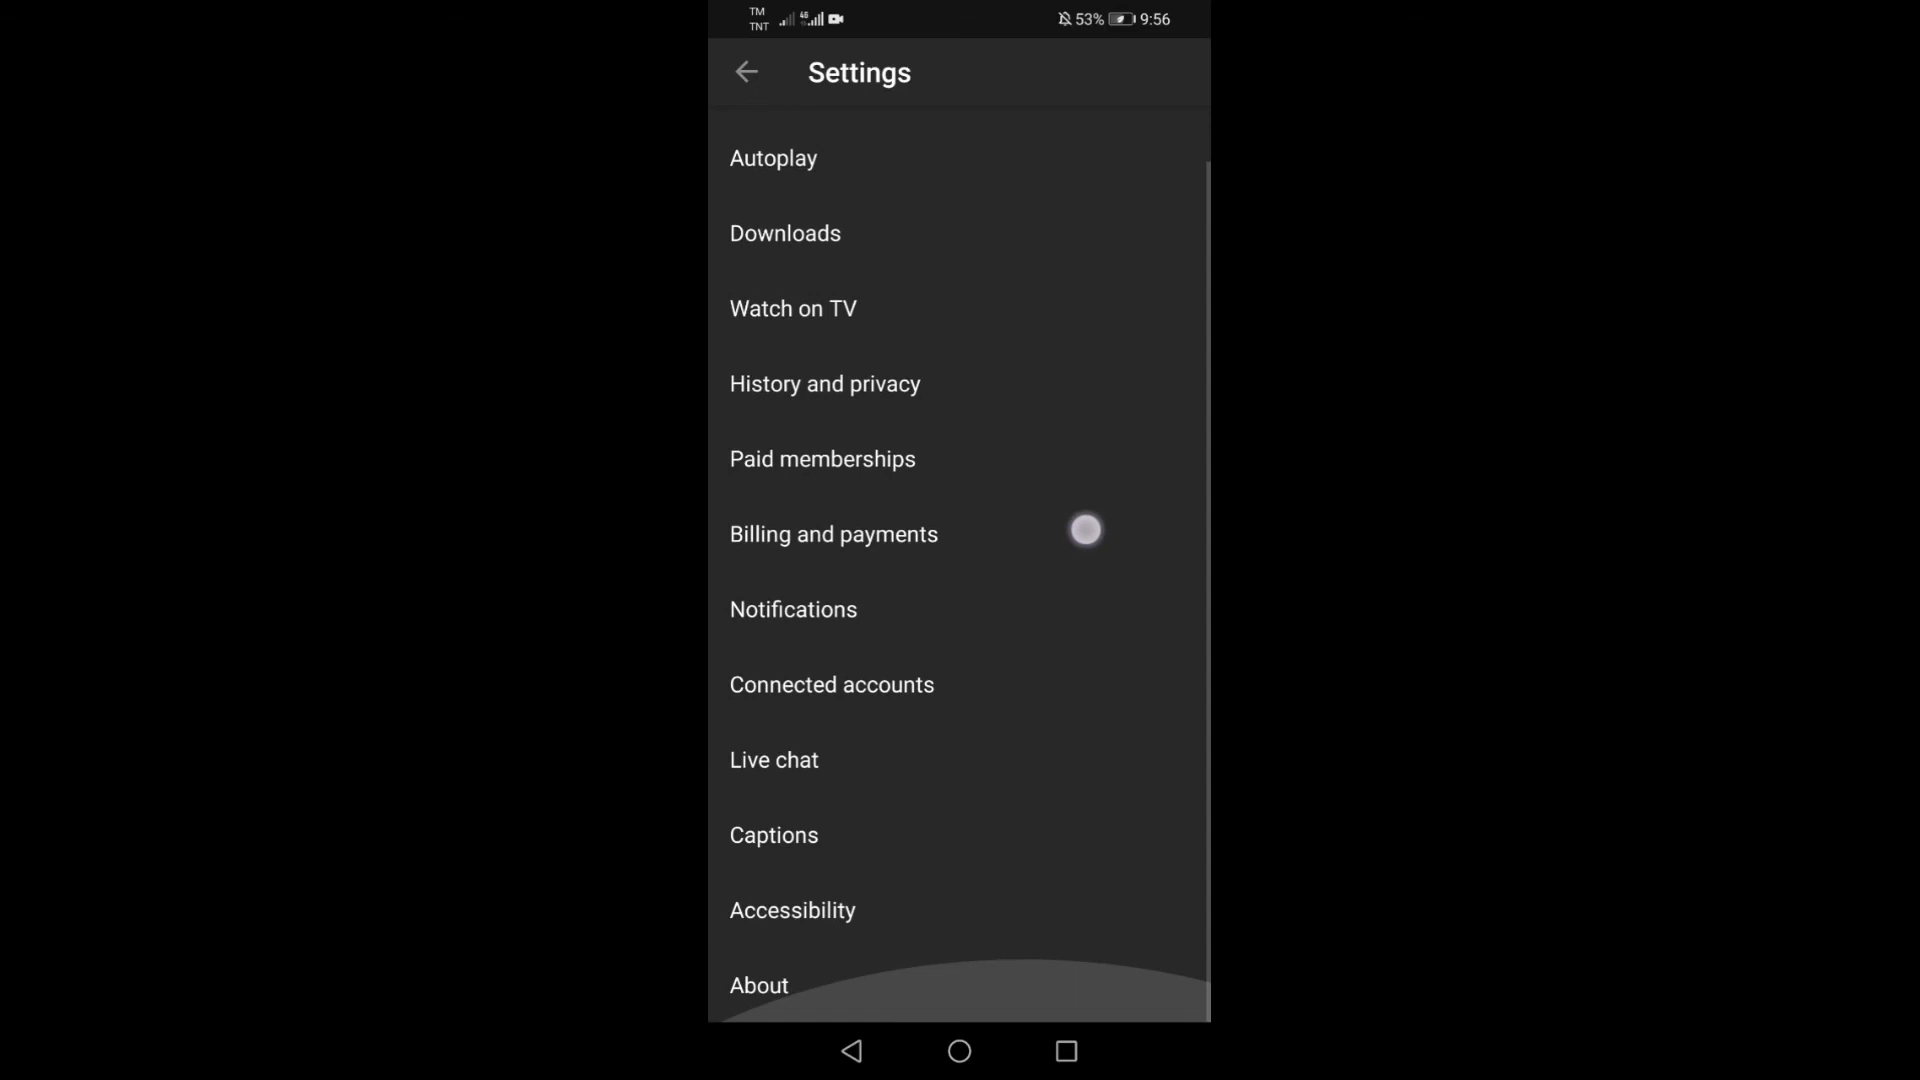 TM
TNT
4G
53%
9:56
Settings
Autoplay
Downloads
Watch on TV
History and privacy
Paid memberships
Billing and payments
Notifications
Connected accounts
Live chat
Captions
Accessibility
About